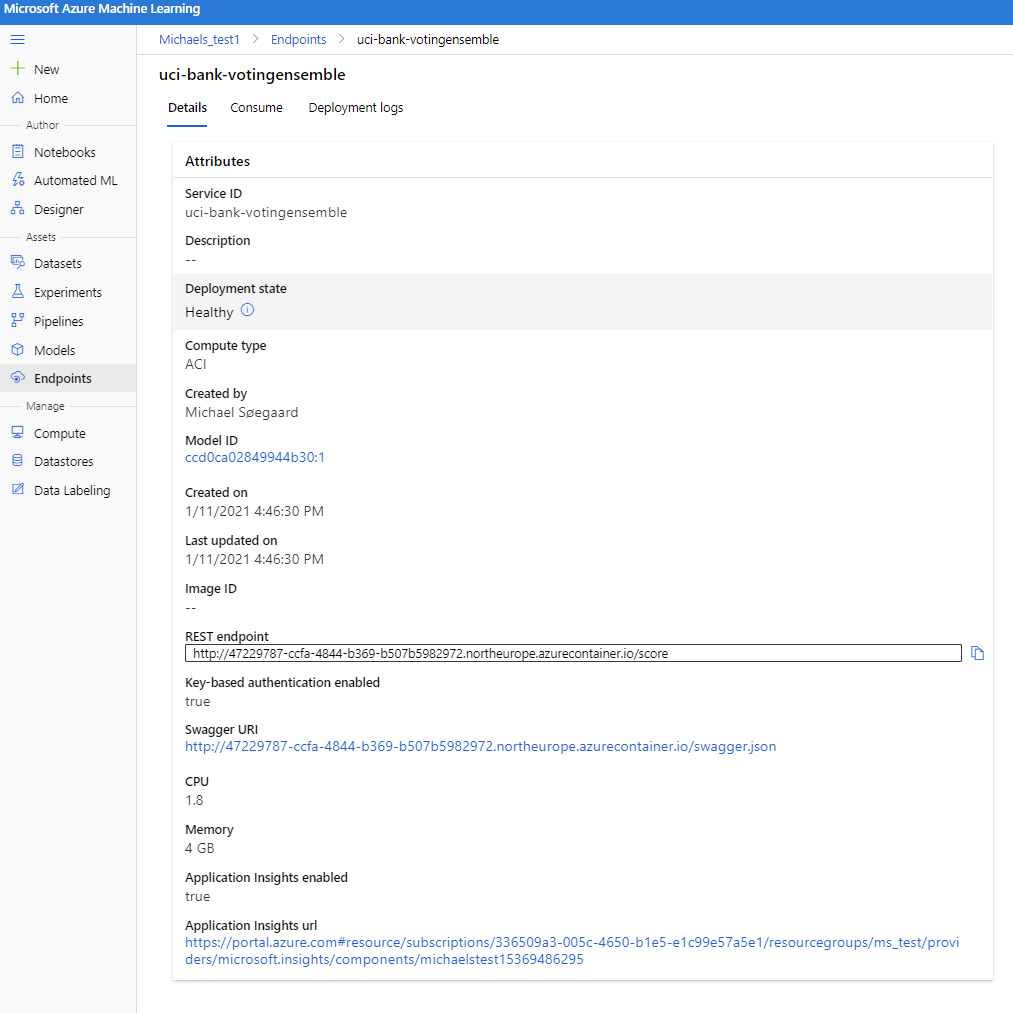 Microsoft Azure Machine Learning
Michaels_test1 > Endpoints > uci-bank-votingensemble
New
Home
Author
Notebooks
Automated ML
Designer
Assets
Datasets
Experiments
Pipelines
Models
Endpoints
Manage
Compute
Datastores
Data Labeling
uci-bank-votingensemble
Details Consume Deployment logs
Attributes
Service ID
uci-bank-votingensemble
Description
--
Deployment state
Healthy
Compute type
ACI
Created by
Michael Søegaard
Model ID
ccd0ca02849944b30:1
Created on
1/11/2021 4:46:30 PM
Last updated on
1/11/2021 4:46:30 PM
Image ID
--
REST endpoint
http://47229787-ccfa-4844-b369-b507b5982972.northeurope.azurecontainer.io/score
Key-based authentication enabled
true
Swagger URI
http://47229787-ccfa-4844-b369-b507b5982972.northeurope.azurecontainer.io/swagger.json
CPU
1.8
Memory
4 GB
Application Insights enabled
true
Application Insights url
https://portal.azure.com#resource/subscriptions/336509a3-005c-4650-b1e5-e1c99e57a5e1/resourcegroups/ms_test/provi
ders/microsoft.insights/components/michaelstest15369486295